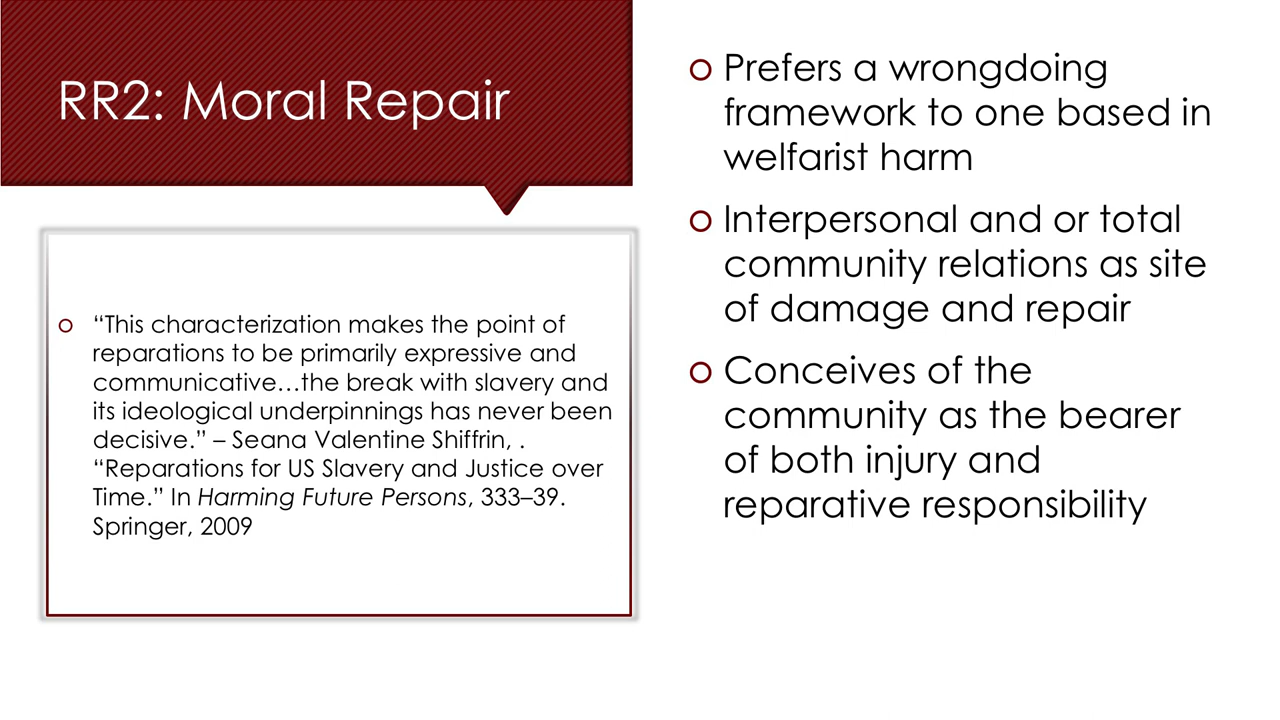 RR2: Moral Repair
“This characterization makes the point of
reparations to be primarily expressive and
communicative…the break with slavery and
its ideological underpinnings has never been
decisive.” – Seana Valentine Shiffrin, .
“Reparations for US Slavery and Justice over
Time.” In Harming Future Persons, 333–39.
Springer, 2009
Prefers a wrongdoing
framework to one based in
welfarist harm
Interpersonal and or total
community relations as site
of damage and repair
Conceives of the
community as the bearer
of both injury and
reparative responsibility